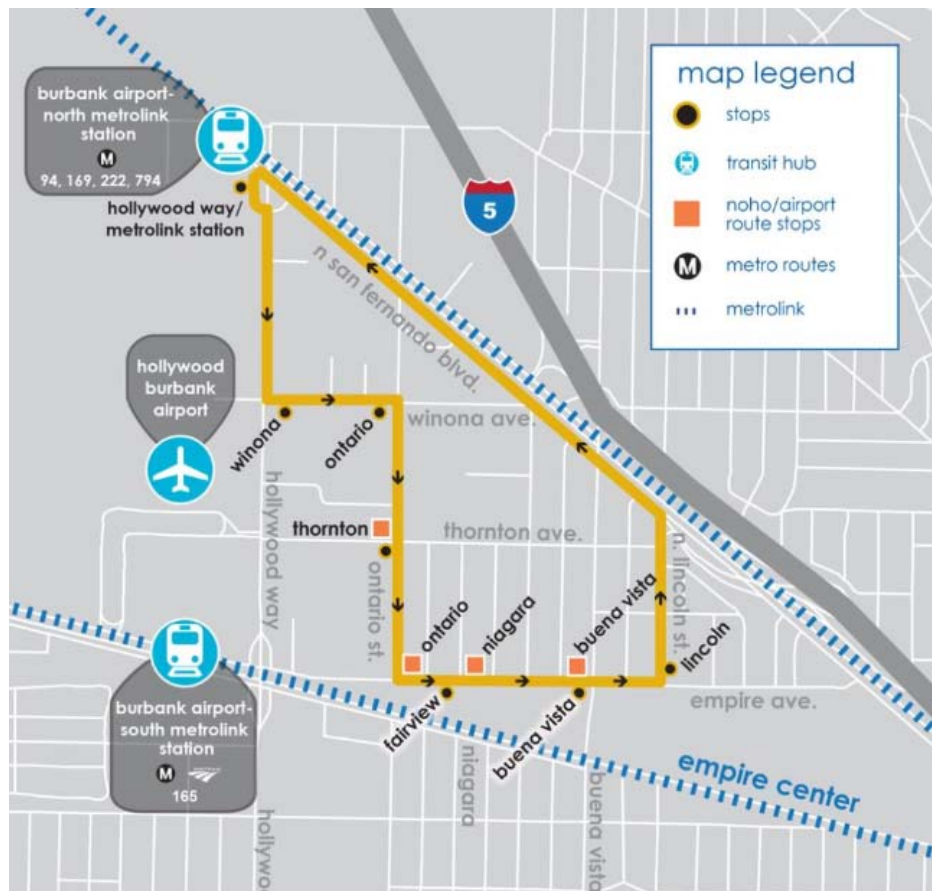 burbank airport-
north metrolink
station
M
94, 169, 222, 794
hollywood way/
metrolink station
map legend
stops
transit hub
noho/airport
route stops
M
metro routes
metrolink
5
n san fernando blvd.
hollywood
burbank
airport
winona
ontario
winona ave.
hollywood way
thornton
thornton ave.
ontario st.
n. lincoln st.
ontario
niagara
buena vista
lincoln
fairview
buena vista
empire ave.
burbank airport-
south metrolink
station
M
165
niagara
buena vista
empire center
hollywo